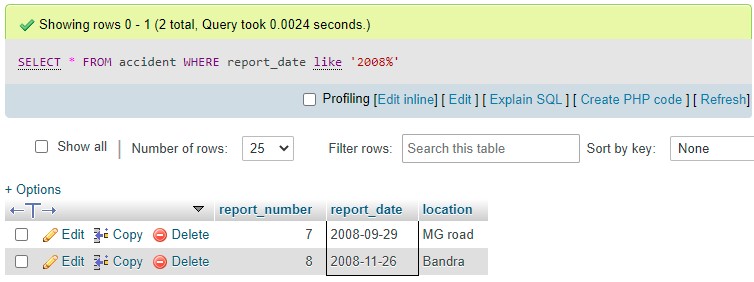 Showing rows 0 - 1 (2 total, Query took 0.0024 seconds.)
SELECT * FROM accident WHERE report_date like '2008%'
Profiling [Edit inline] [ Edit ] [ Explain SQL ] [ Create PHP code ] [ Refresh]
Show all | Number of rows: 25 Filter rows: Search this table Sort by key: None
+ Options
←T→ report_number report_date location
Edit Copy Delete 7 2008-09-29 MG road
Edit Copy Delete 8 2008-11-26 Bandra